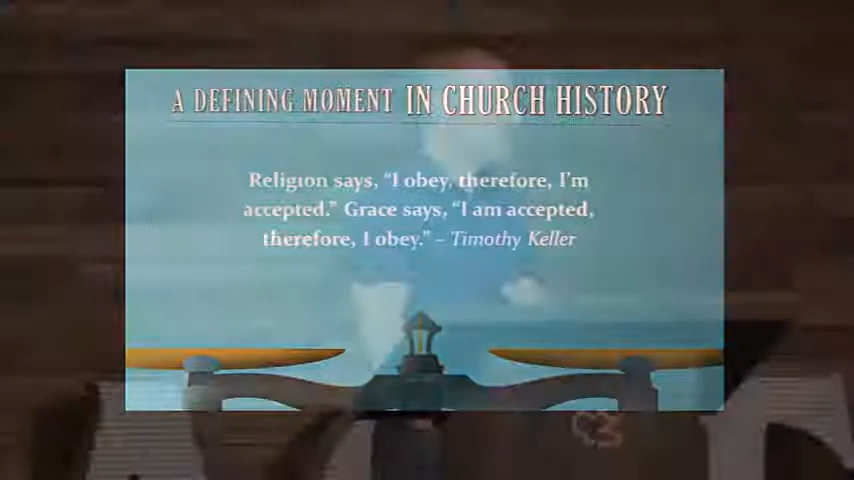 A DEFINING MOMENT IN CHURCH HISTORY
Religion says, “I obey, therefore, I’m
accepted.” Grace says, “I am accepted,
therefore, I obey.” – Timothy Keller